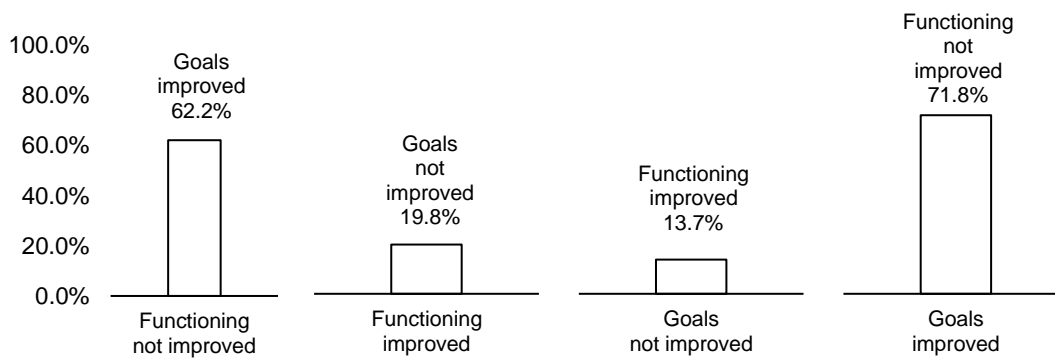 100.0%
80.0%
60.0%
40.0%
20.0%
0.0%
Goals
improved
62.2%
Goals
not
improved
19.8%
Functioning
improved
13.7%
Functioning
not
improved
71.8%
Functioning
not improved
Functioning
improved
Goals
not improved
Goals
improved